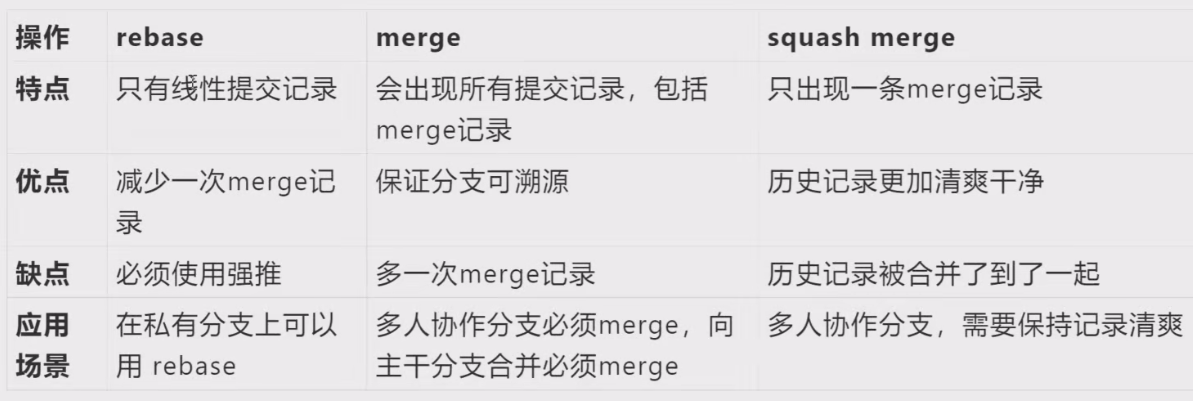 操作 rebase merge squash merge
特点 只有线性提交记录 会出现所有提交记录，包括 只出现一条merge记录
merge记录
优点 减少一次merge记 保证分支可溯源 历史记录更加清爽干净
录
缺点 必须使用强推 多一次merge记录 历史记录被合并了到了一起
应用 在私有分支上可以 多人协作分支必须merge，向 多人协作分支，需要保持记录清爽
场景 用 rebase 主干分支合并必须merge